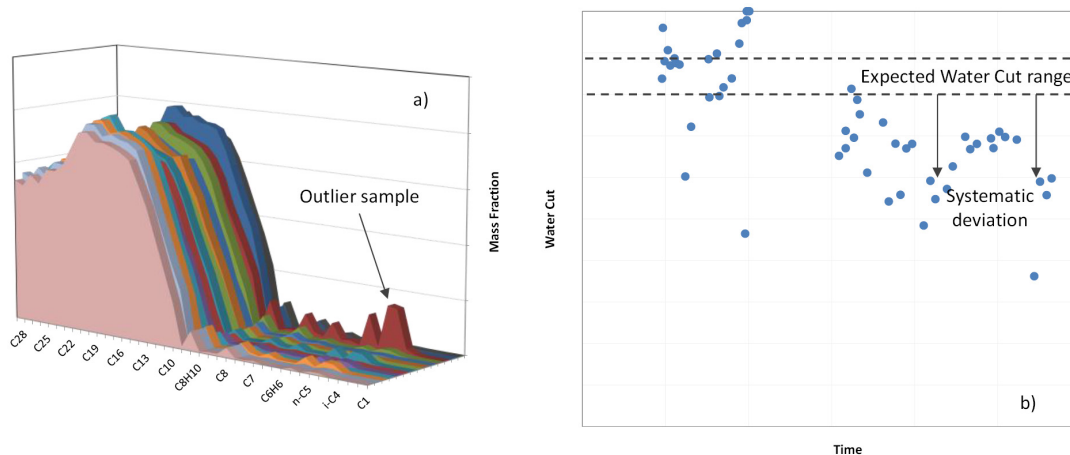 a)
Outlier sample
Mass Fraction
C28
C25
C22
C19
C16
C13
C10
C8H10
C8
C7
C6H6
n-C5
i-C4
C1
Water Cut
Expected Water Cut range
Systematic
deviation
b)
Time